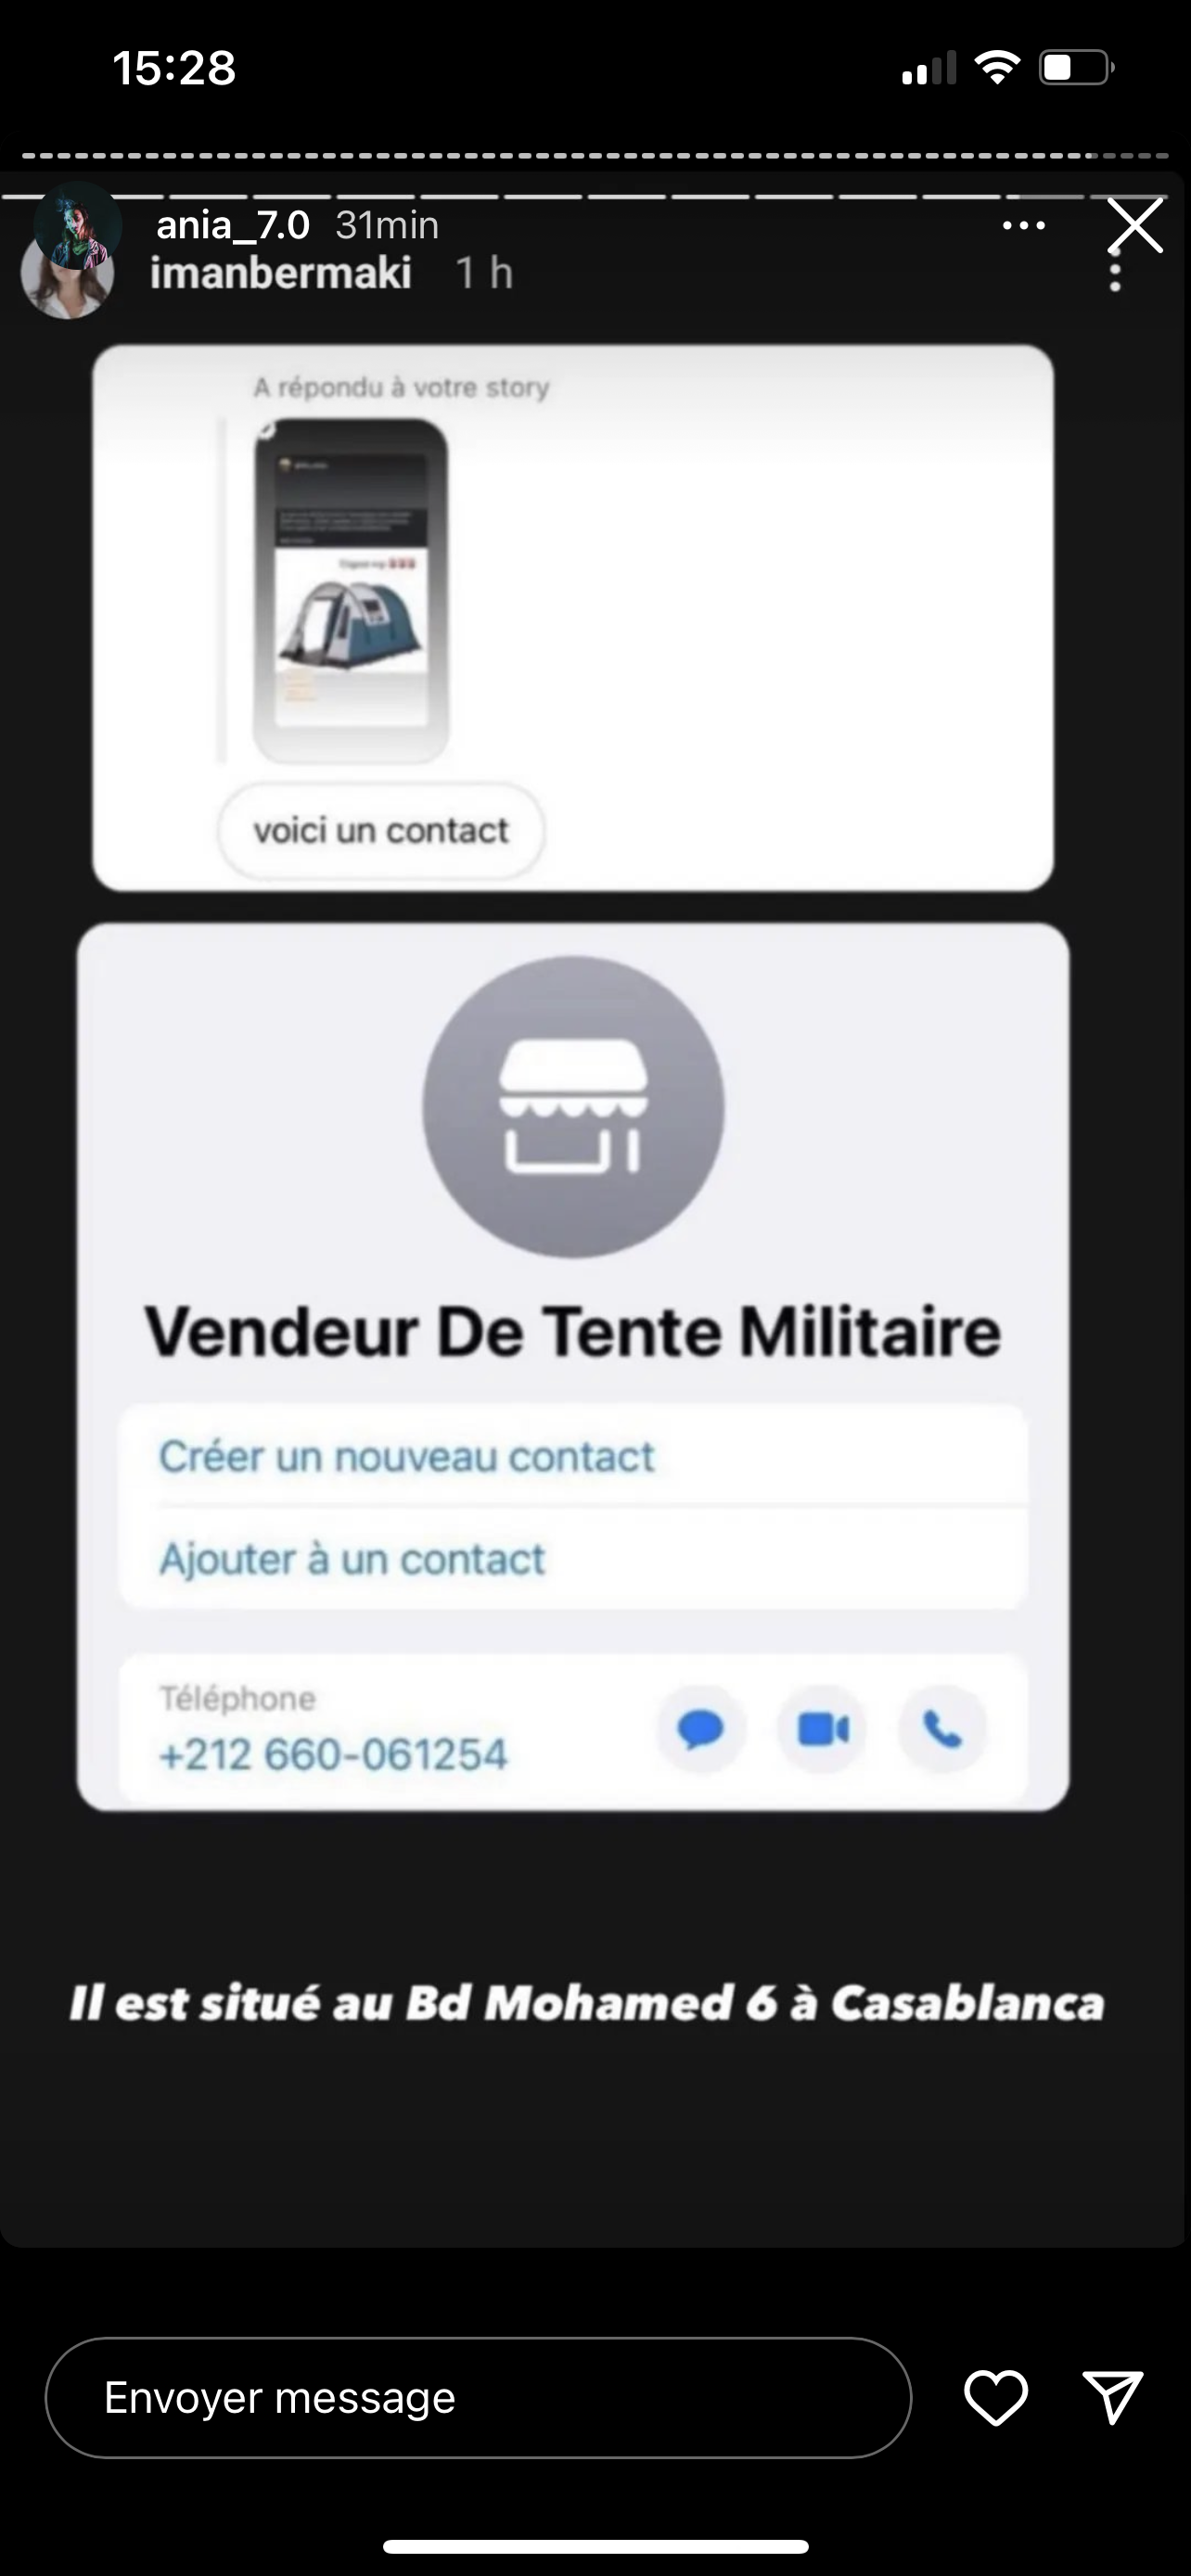 15:28
ania_7.0 31min
imanbermaki 1 h
A répondu à votre story
voici un contact
Vendeur De Tente Militaire
Créer un nouveau contact
Ajouter à un contact
Téléphone
+212 660-061254
Il est situé au Bd Mohamed 6 à Casablanca
Envoyer message